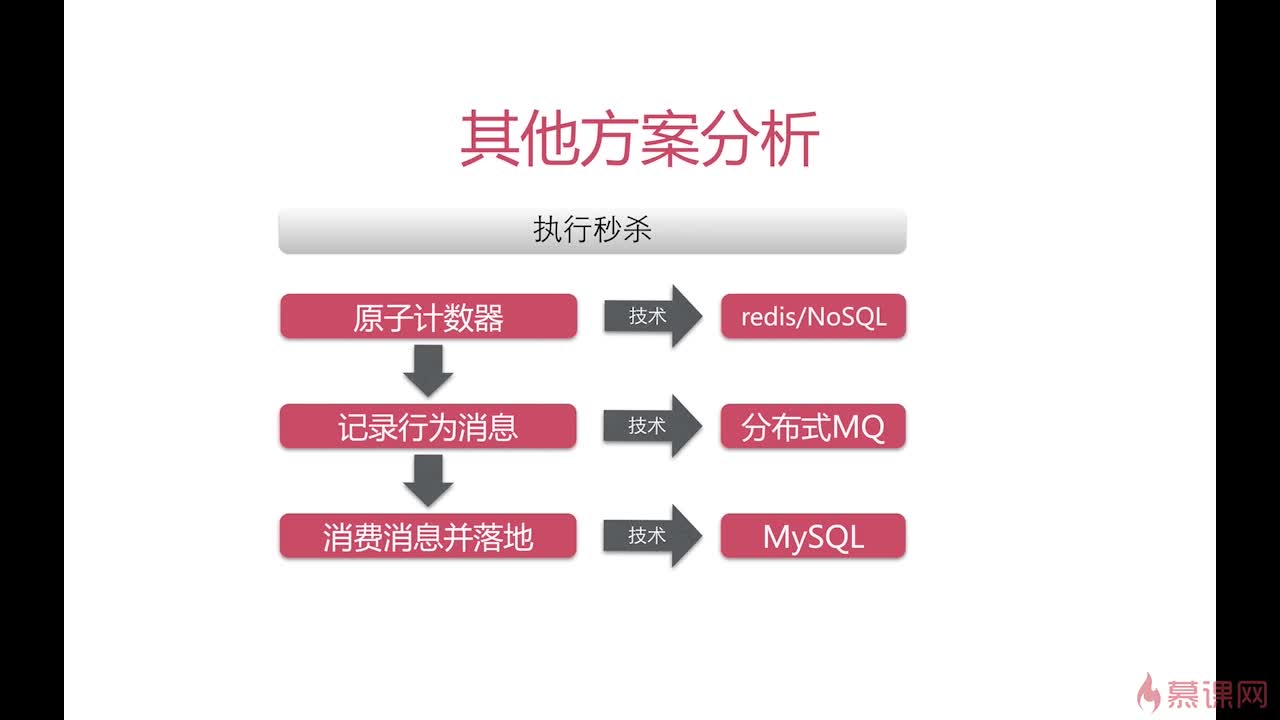 其他方案分析
执行秒杀
原子计数器
技术
redis/NoSQL
记录行为消息
技术
分布式MQ
消费消息并落地
技术
MySQL
慕课网